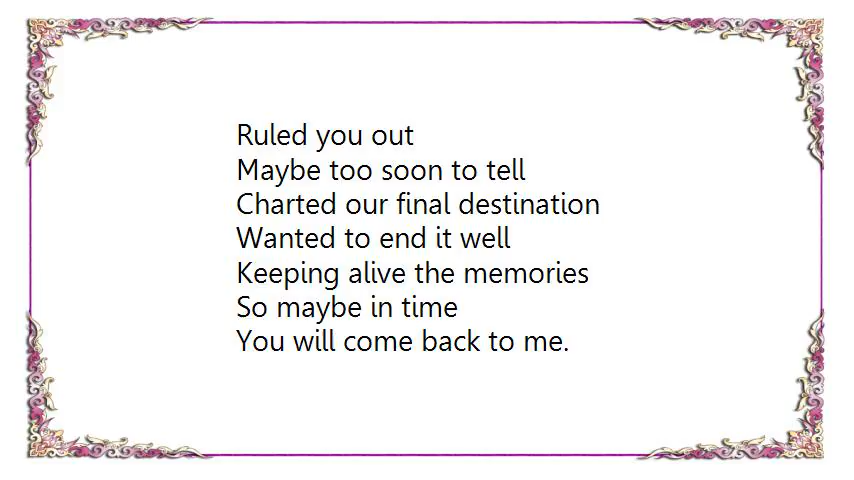 Ruled you out
Maybe too soon to tell
Charted our final destination
Wanted to end it well
Keeping alive the memories
So maybe in time
You will come back to me.